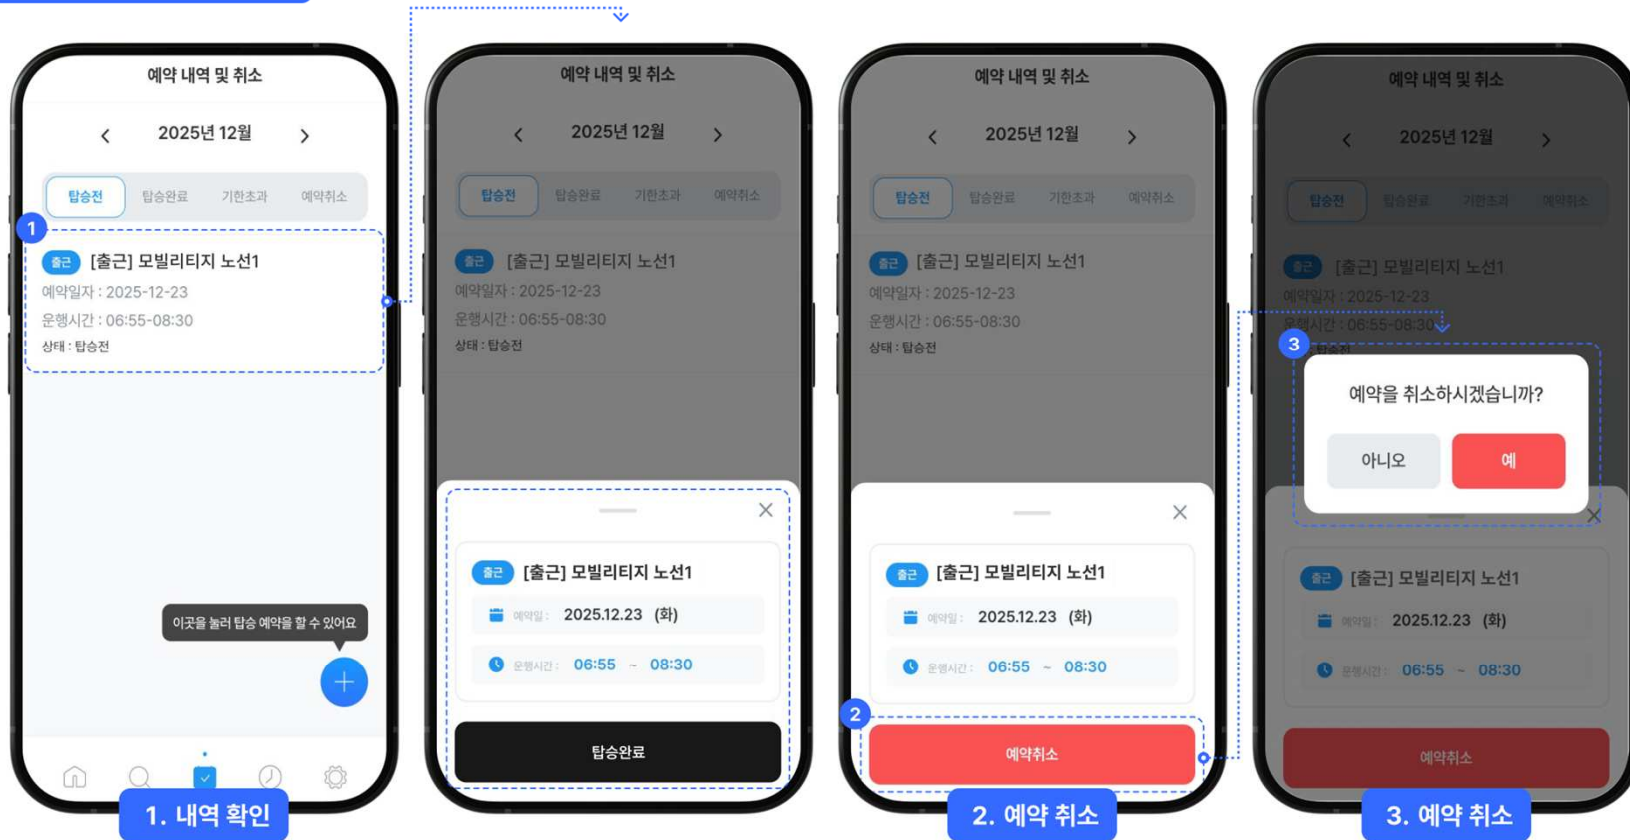 예약 내역 및 취소
2025년 12월
탑승전 탑승완료 기한초과 예약취소
1
출근 [출근] 모빌리티지 노선1
예약일자 : 2025-12-23
운행시간 : 06:55-08:30
상태 : 탑승전
이곳을 눌러 탑승 예약을 할 수 있어요
1. 내역 확인
예약 내역 및 취소
2025년 12월
탑승전 탑승완료 기한초과 예약취소
출근 [출근] 모빌리티지 노선1
예약일자 : 2025-12-23
운행시간 : 06:55-08:30
상태 : 탑승전
출근 [출근] 모빌리티지 노선1
예약일 : 2025.12.23 (화)
운행시간 : 06:55 ~ 08:30
탑승완료
예약 내역 및 취소
2025년 12월
탑승전 탑승완료 기한초과 예약취소
출근 [출근] 모빌리티지 노선1
예약일자 : 2025-12-23
운행시간 : 06:55-08:30
상태 : 탑승전
출근 [출근] 모빌리티지 노선1
예약일 : 2025.12.23 (화)
운행시간 : 06:55 ~ 08:30
2
예약취소
2. 예약 취소
예약 내역 및 취소
2025년 12월
탑승전 탑승완료 기한초과 예약취소
출근 [출근] 모빌리티지 노선1
예약일자 : 2025-12-23
운행시간 : 06:55-08:30
3
예약을 취소하시겠습니까?
아니오 예
출근 [출근] 모빌리티지 노선1
예약일 : 2025.12.23 (화)
운행시간 : 06:55 ~ 08:30
예약취소
3. 예약 취소